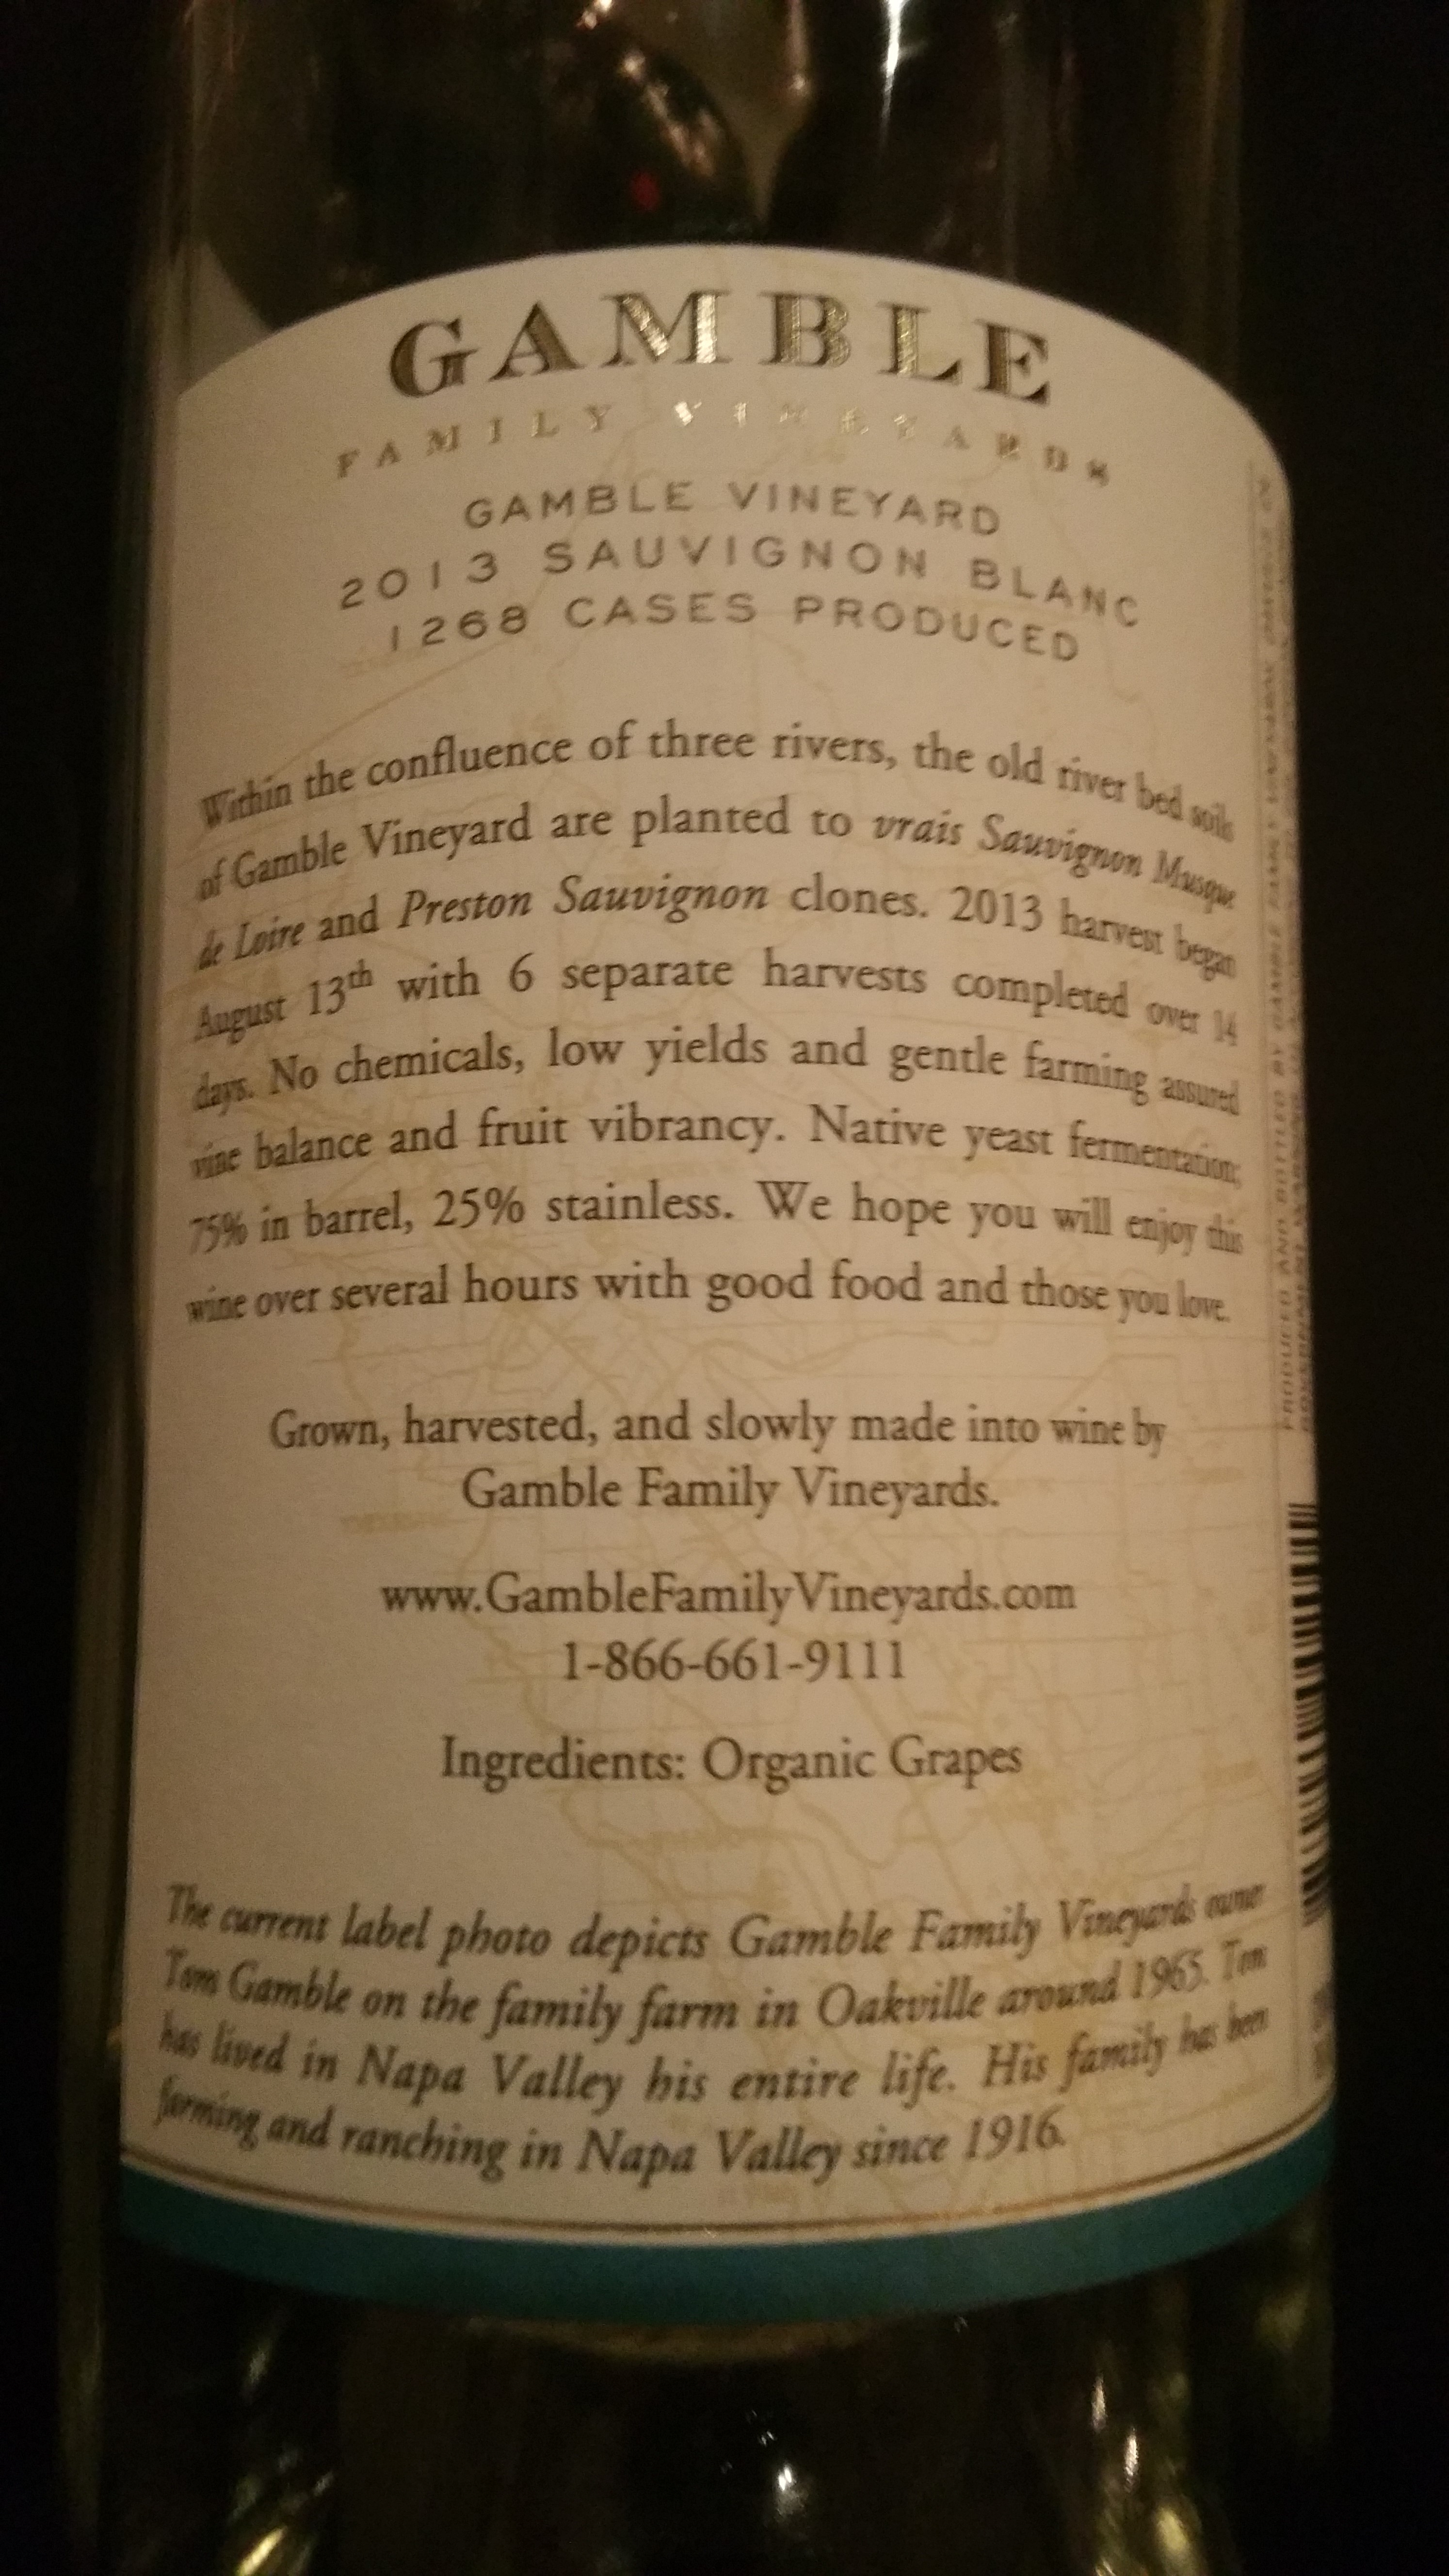 GAMBLE
FAMILY VINEYARDS
GAMBLE VINEYARD
2013 SAUVIGNON BLANC
1268 CASES PRODUCED
Within the confluence of three rivers, the old river bed soils
of Gamble Vineyard are planted to vrais Sauvignon Musque
de Loire and Preston Sauvignon clones. 2013 harvest began
August 13th with 6 separate harvests completed over 14
days. No chemicals, low yields and gentle farming assured
vine balance and fruit vibrancy. Native yeast fermentation;
75% in barrel, 25% stainless. We hope you will enjoy this
wine over several hours with good food and those you love.
Grown, harvested, and slowly made into wine by
Gamble Family Vineyards.
www.GambleFamilyVineyards.com
1-866-661-9111
Ingredients: Organic Grapes
The current label photo depicts Gamble Family Vineyards owner
Tom Gamble on the family farm in Oakville around 1965. Tom
has lived in Napa Valley his entire life. His family has been
farming and ranching in Napa Valley since 1916.
PRODUCED AND BOTTLED BY GAMBLE FAMILY VINEYARDS